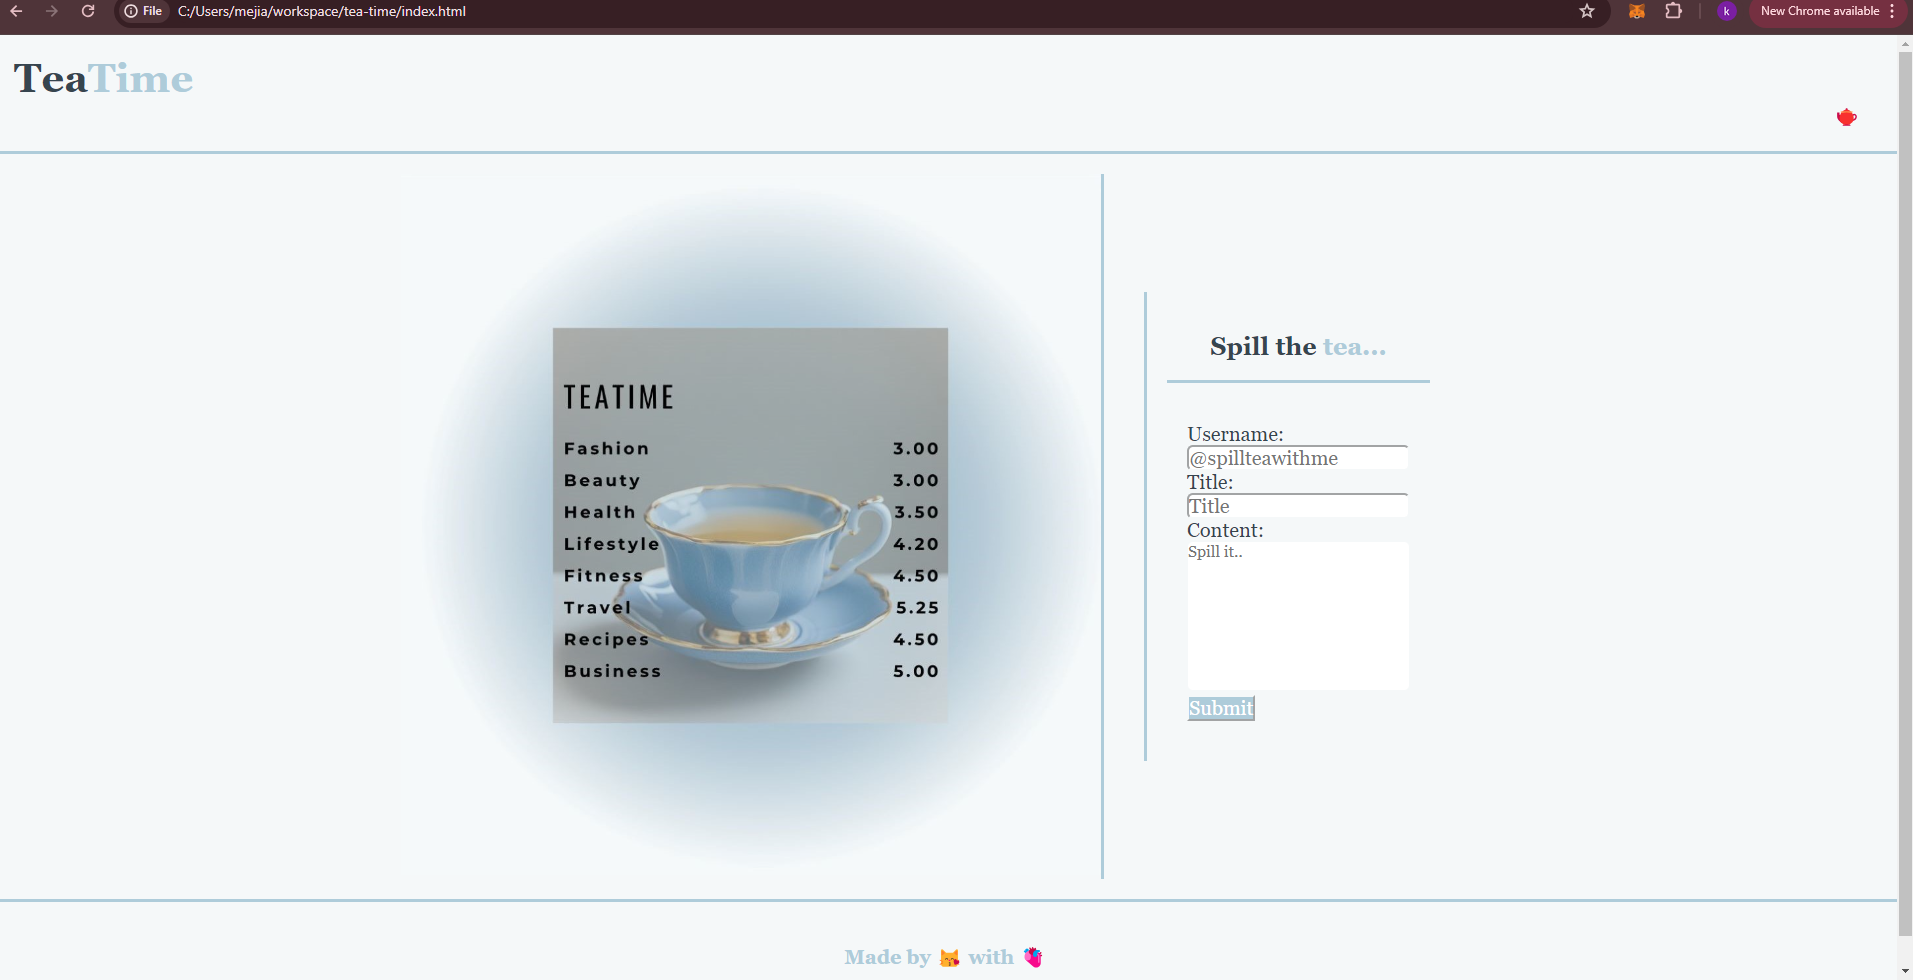 File C:/Users/mejia/workspace/tea-time/index.html k New Chrome available
TeaTime
TEATIME
Fashion 3.00
Beauty 3.00
Health 3.50
Lifestyle 4.20
Fitness 4.50
Travel 5.25
Recipes 4.50
Business 5.00
Spill the tea...
Username:
@spillteawithme
Title:
Title
Content:
Spill it..
Submit
Made by 😽 with 🫀